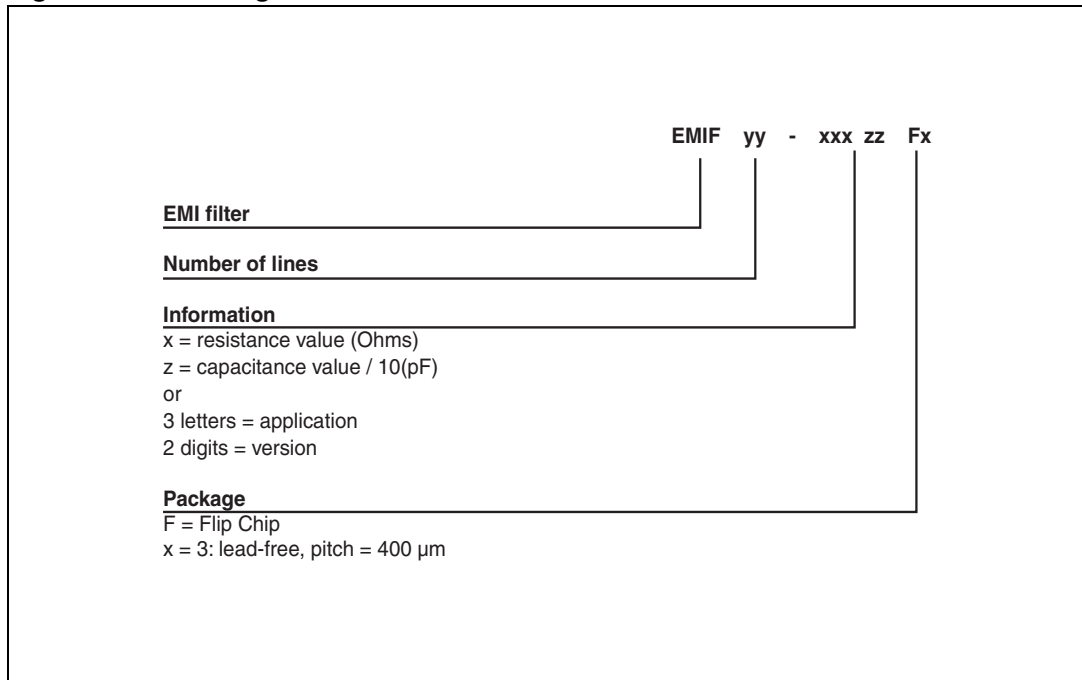 EMIF yy - xxx zz Fx
EMI filter
Number of lines
Information
x = resistance value (Ohms)
z = capacitance value / 10(pF)
or
3 letters = application
2 digits = version
Package
F = Flip Chip
x = 3: lead-free, pitch = 400 µm